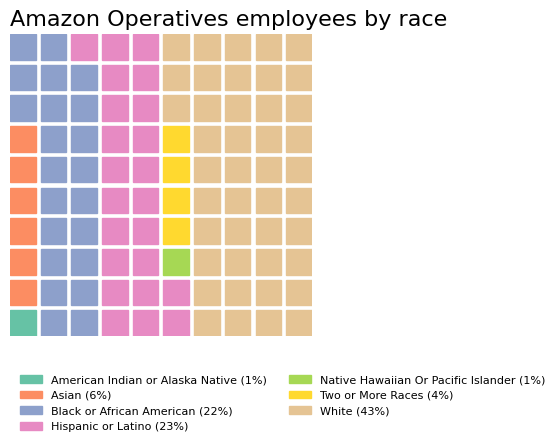 Amazon Operatives employees by race
American Indian or Alaska Native (1%)
Asian (6%)
Black or African American (22%)
Hispanic or Latino (23%)
Native Hawaiian Or Pacific Islander (1%)
Two or More Races (4%)
White (43%)